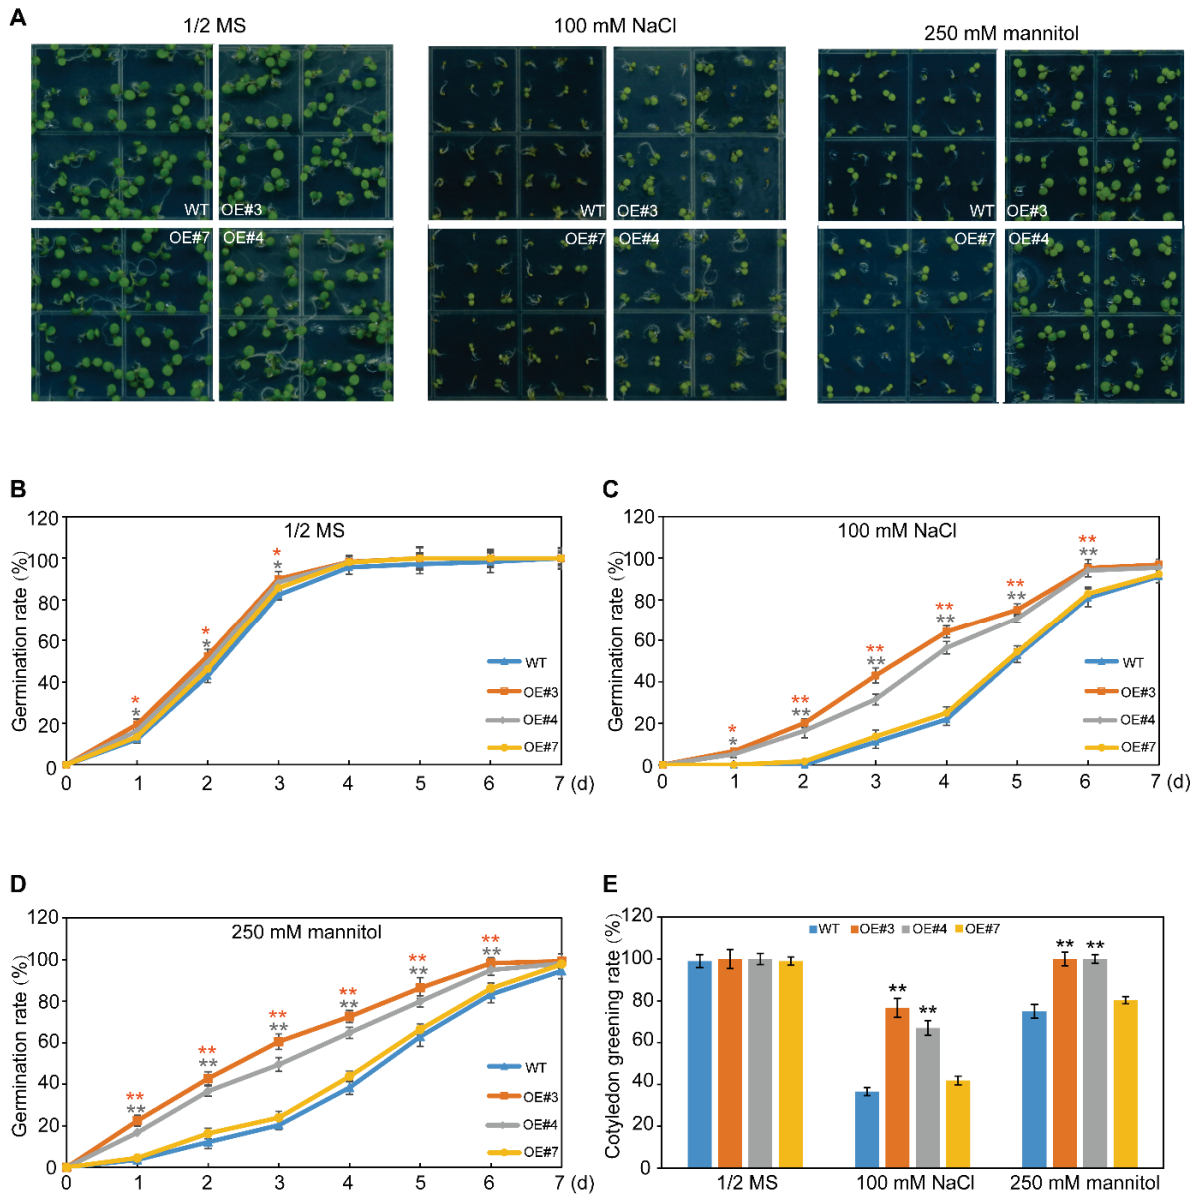 A
1/2 MS
100 mM NaCl
250 mM mannitol
WT
OE#3
WT
OE#3
WT
OE#3
OE#7
OE#4
OE#7
OE#4
OE#7
OE#4
B
1/2 MS
Germination rate (%)
120
100
80
60
40
20
0
*
*
*
*
*
*
WT
OE#3
OE#4
OE#7
0 1 2 3 4 5 6 7 (d)
C
100 mM NaCl
Germination rate (%)
120
100
80
60
40
20
0
*
*
**
**
**
**
**
**
**
**
**
**
WT
OE#3
OE#4
OE#7
0 1 2 3 4 5 6 7 (d)
D
250 mM mannitol
Germination rate (%)
120
100
80
60
40
20
0
**
**
**
**
**
**
**
**
**
**
**
**
WT
OE#3
OE#4
OE#7
0 1 2 3 4 5 6 7 (d)
E
WT OE#3 OE#4 OE#7
Cotyledon greening rate (%)
120
100
80
60
40
20
0
**
**
**
**
1/2 MS 100 mM NaCl 250 mM mannitol